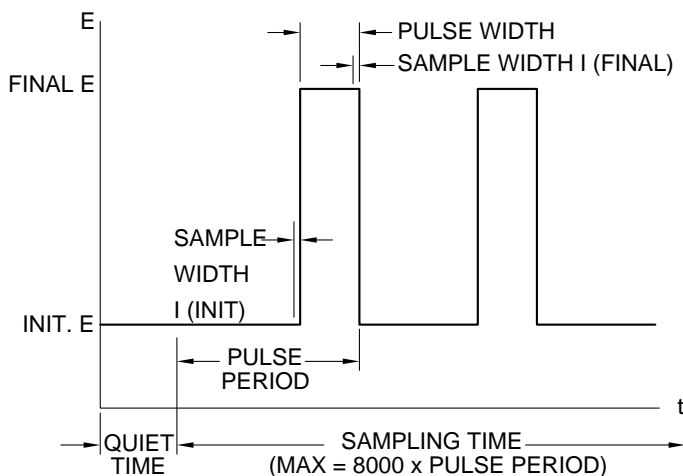 E
PULSE WIDTH
SAMPLE WIDTH I (FINAL)
FINAL E
SAMPLE
WIDTH
I (INIT)
INIT. E
PULSE
PERIOD
t
QUIET
TIME
SAMPLING TIME
(MAX = 8000 x PULSE PERIOD)